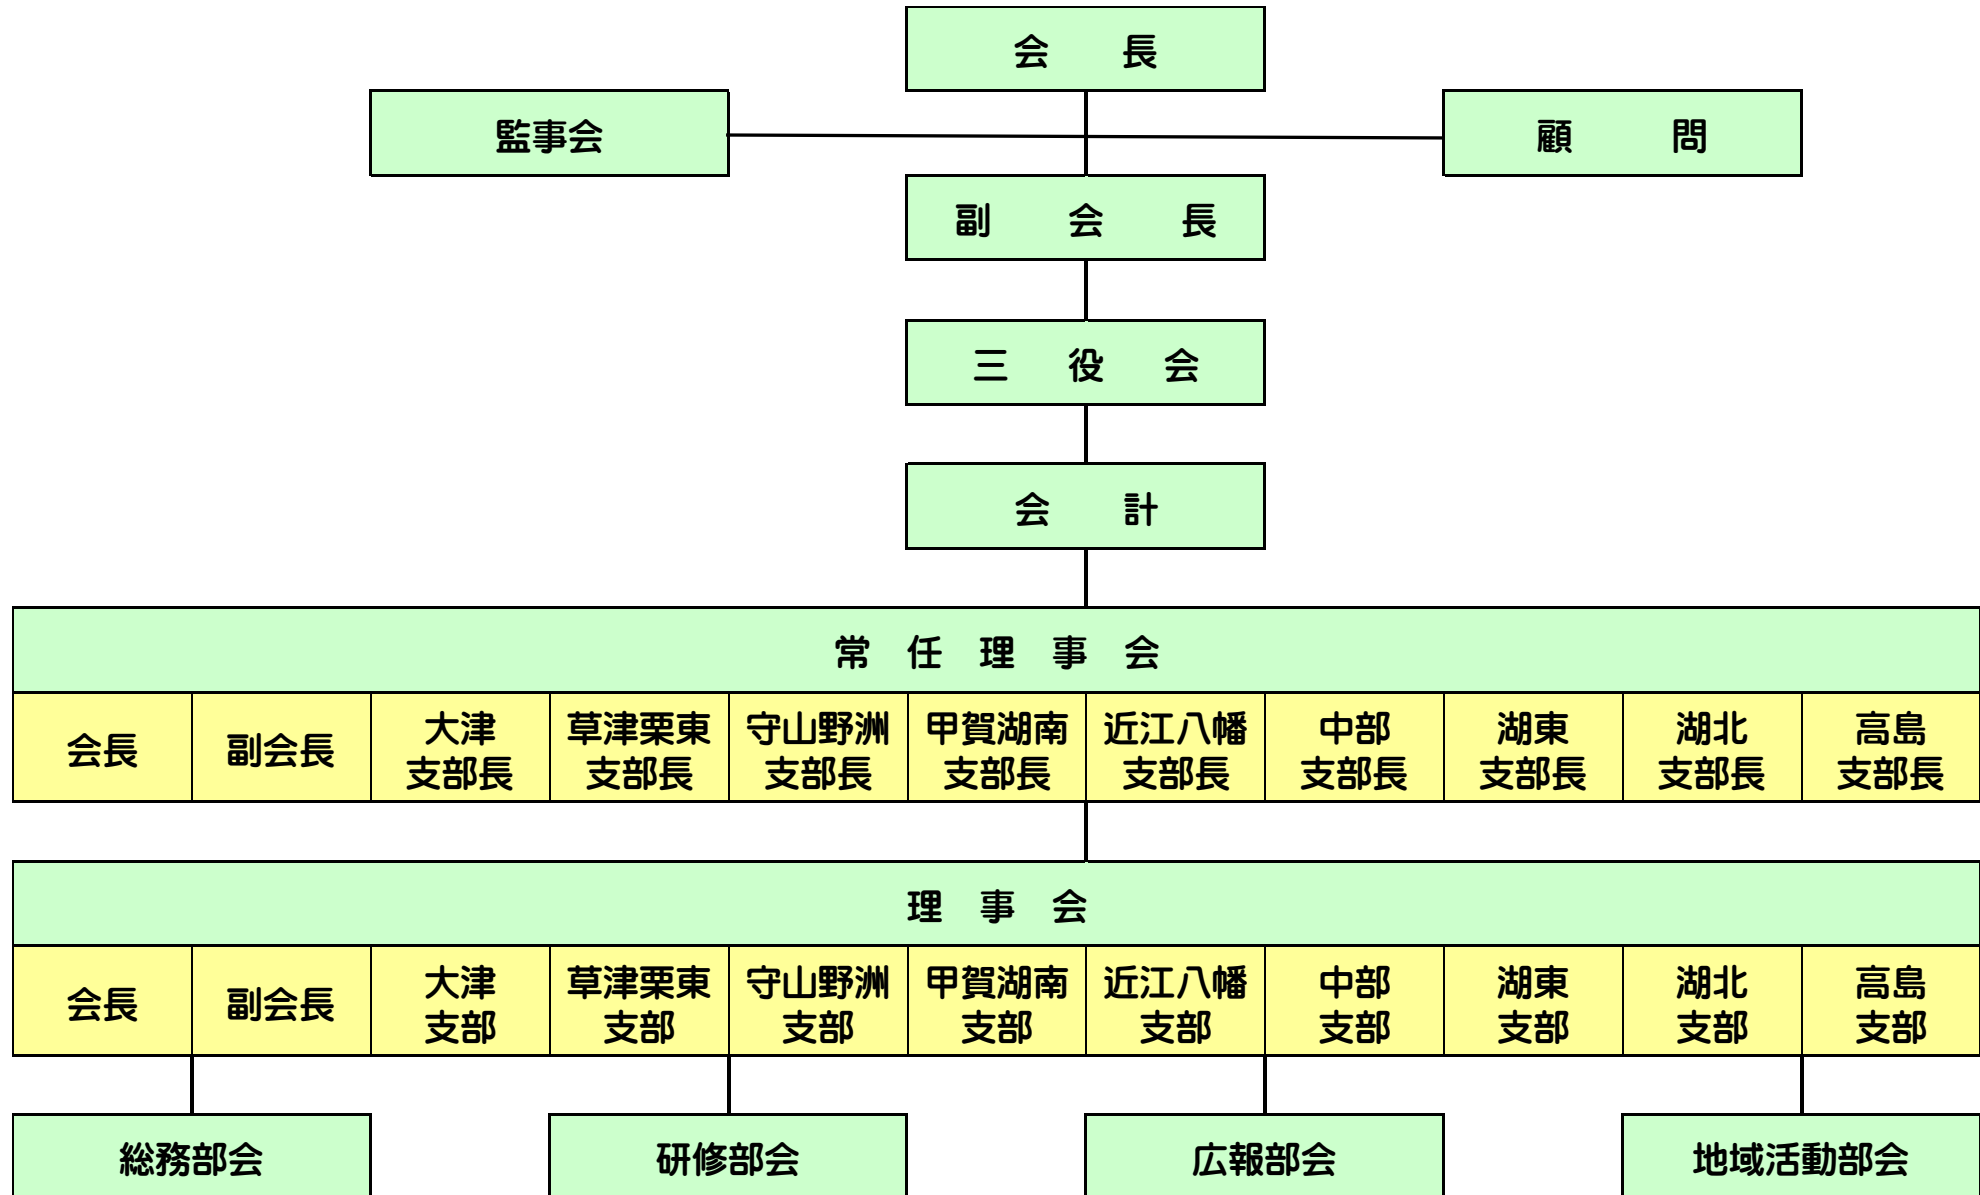 会長
監事会
顧問
副会長
三役会
会計
常任理事会
会長
副会長
大津
支部長
草津栗東
支部長
守山野洲
支部長
甲賀湖南
支部長
近江八幡
支部長
中部
支部長
湖東
支部長
湖北
支部長
高島
支部長
理事会
会長
副会長
大津
支部
草津栗東
支部
守山野洲
支部
甲賀湖南
支部
近江八幡
支部
中部
支部
湖東
支部
湖北
支部
高島
支部
総務部会
研修部会
広報部会
地域活動部会